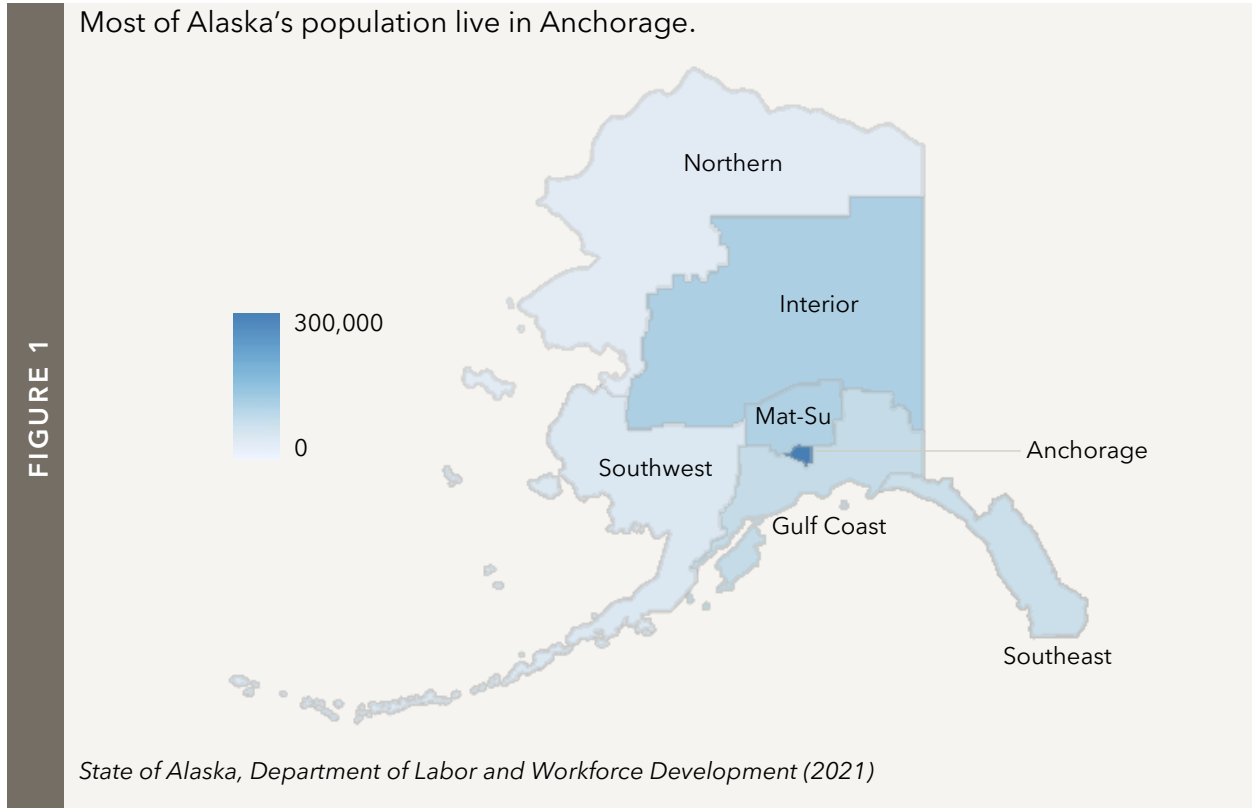 FIGURE 1
Most of Alaska’s population live in Anchorage.
Northern
Interior
300,000
0
Mat-Su
Anchorage
Southwest
Gulf Coast
Southeast
State of Alaska, Department of Labor and Workforce Development (2021)